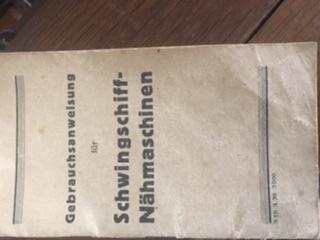 Gebrauchsanweisung
für
Schwingschiff-
Nähmaschinen